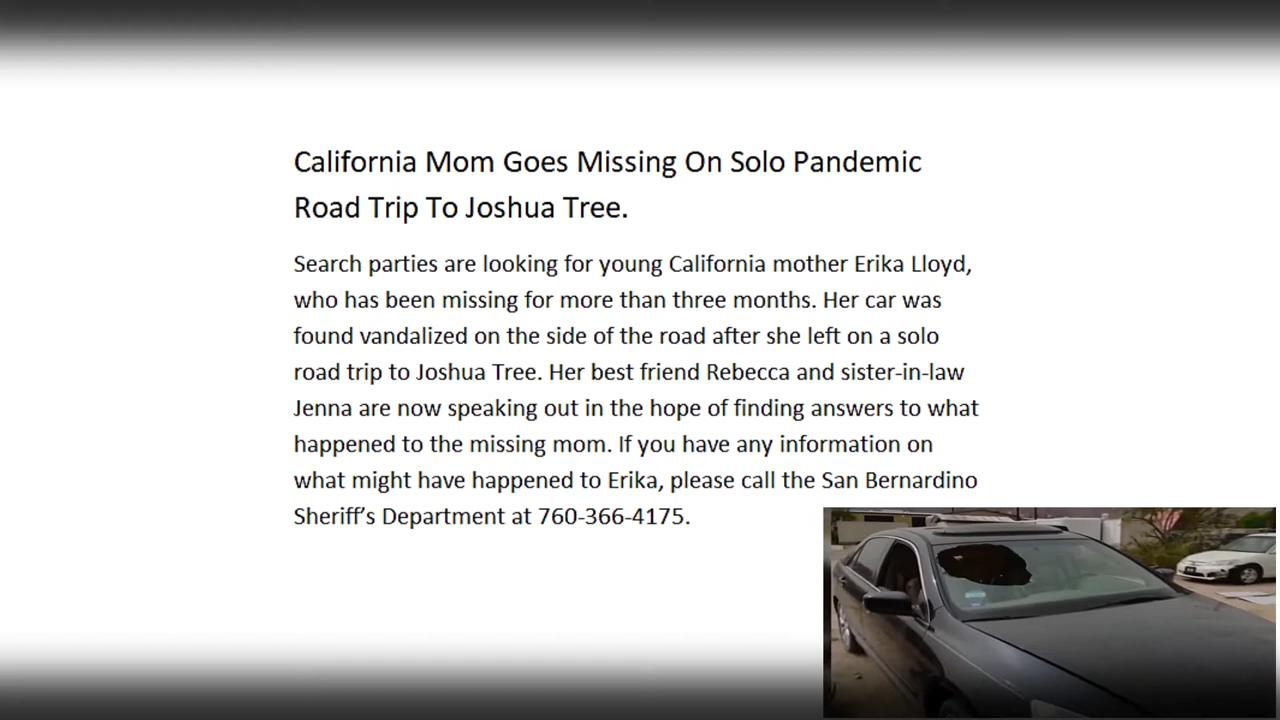 California Mom Goes Missing On Solo Pandemic
Road Trip To Joshua Tree.
Search parties are looking for young California mother Erika Lloyd,
who has been missing for more than three months. Her car was
found vandalized on the side of the road after she left on a solo
road trip to Joshua Tree. Her best friend Rebecca and sister-in-law
Jenna are now speaking out in the hope of finding answers to what
happened to the missing mom. If you have any information on
what might have happened to Erika, please call the San Bernardino
Sheriff’s Department at 760-366-4175.